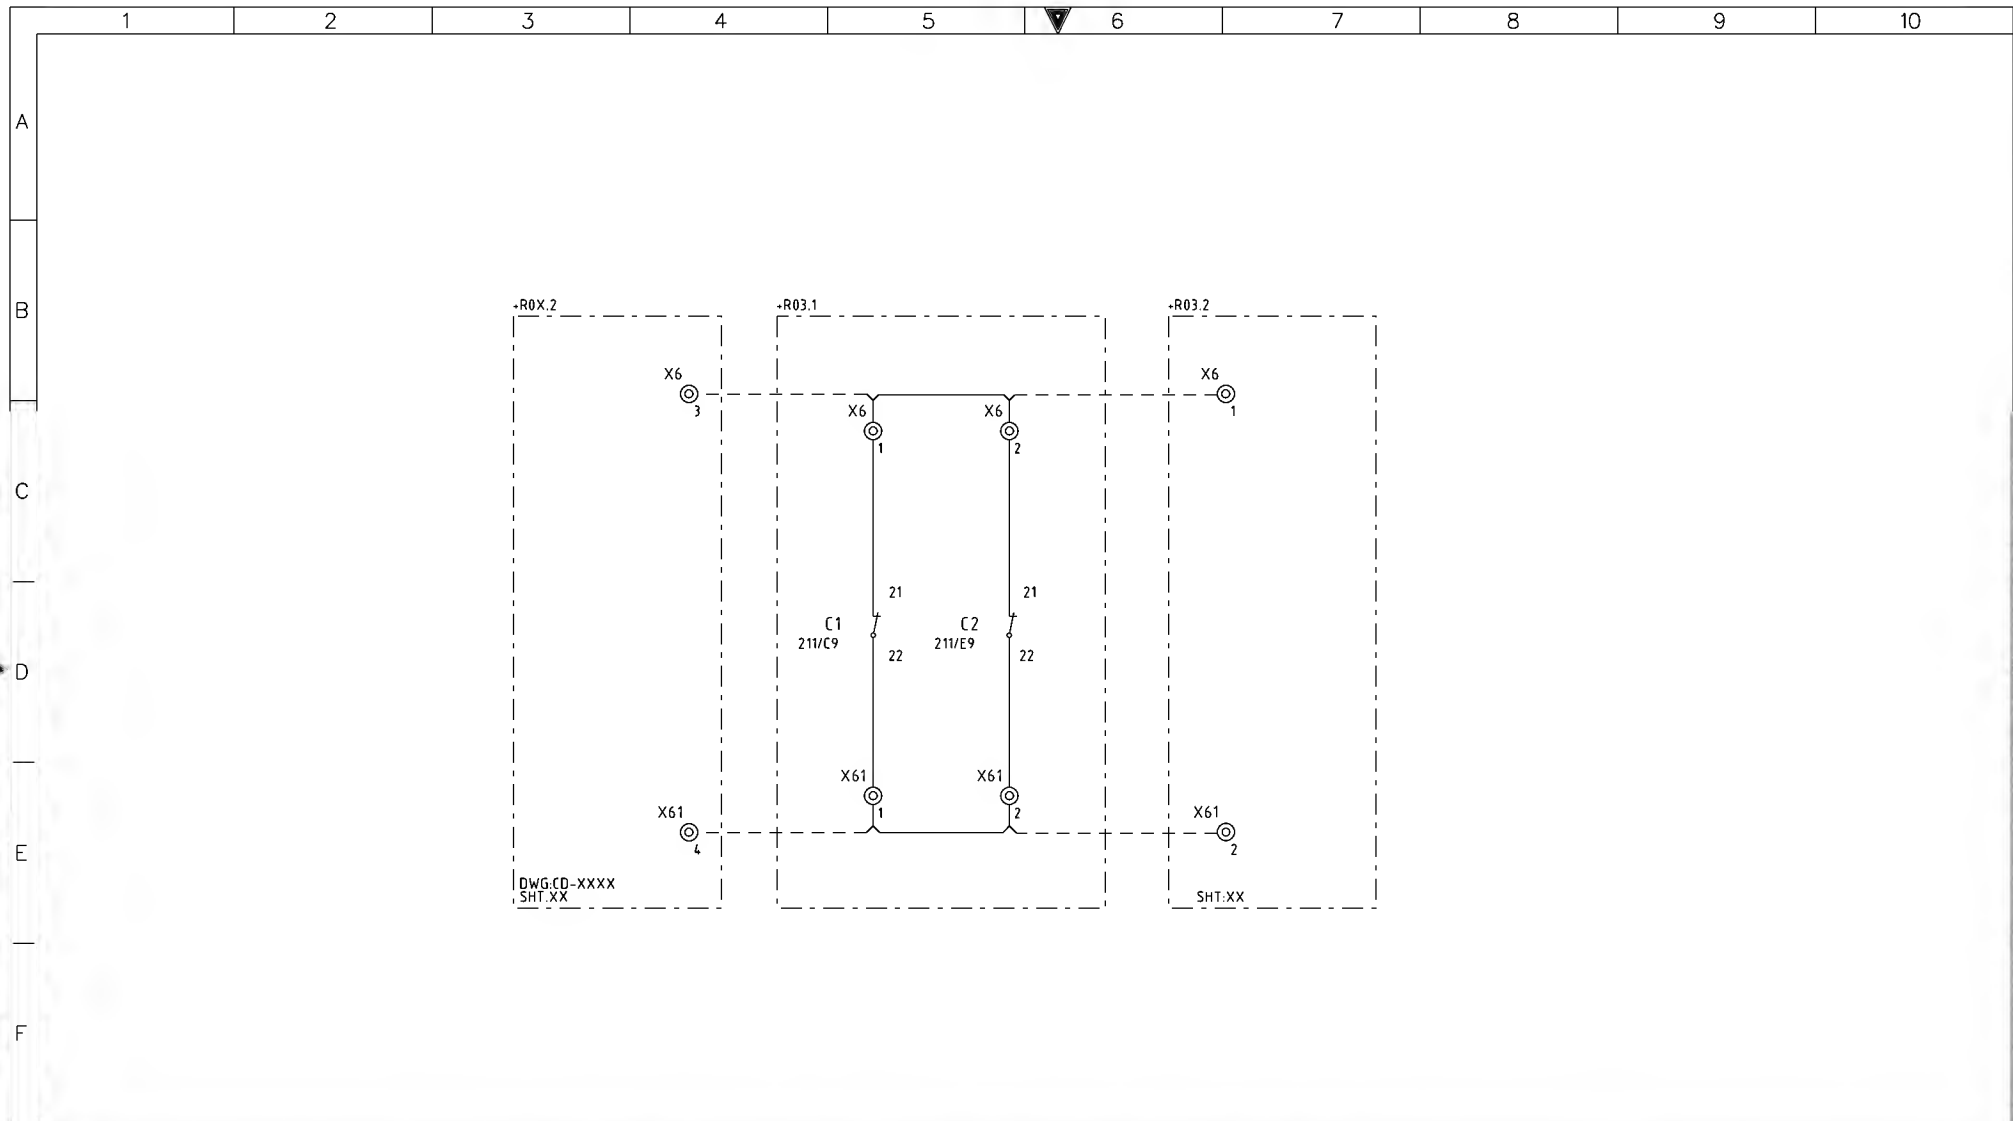 1 2 3 4 5 6 7 8 9 10
A
B
C
D
E
F
+R0X.2 +R03.1 +R03.2
X6 X6
3 1
X6 X6
1 2
21 21
C1 C2
211/C9 211/E9
22 22
X61 X61
1 2
X61 X61
4 2
DWG:CD-XXXX
SHT:XX SHT:XX